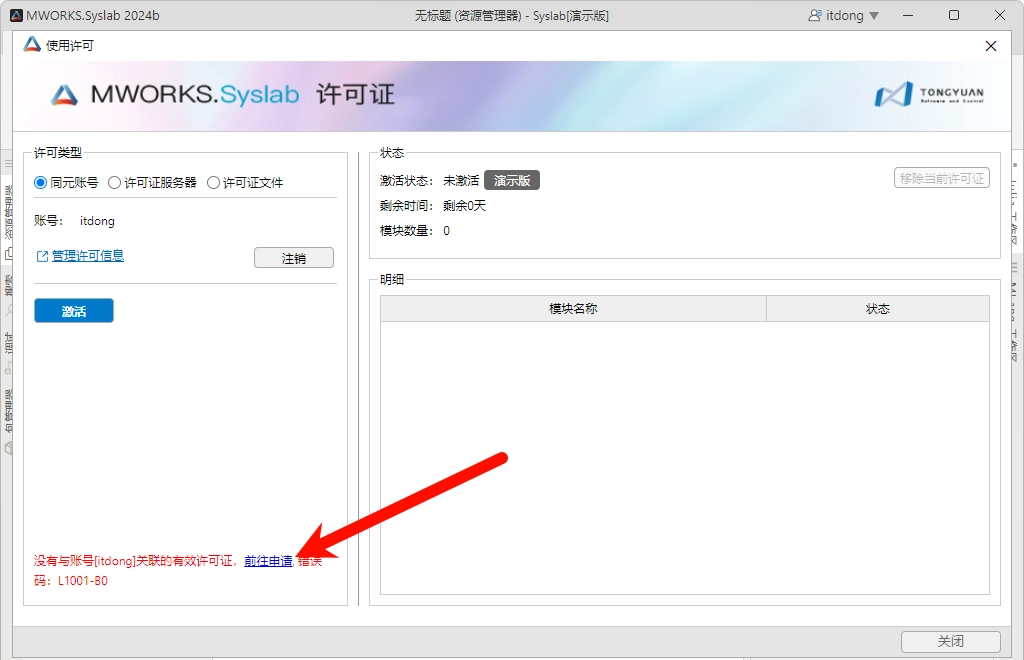 MWORKS.Syslab 2024b
无标题 (资源管理器) - Syslab[演示版]
itdong
使用许可
MWORKS.Syslab 许可证
TONGYUAN
Software and Control
许可类型
同元账号 许可证服务器 许可证文件
账号: itdong
管理许可信息
注销
激活
没有与账号[itdong]关联的有效许可证, 前往申请, 错误
码: L1001-B0
状态
激活状态: 未激活 演示版
移除当前许可证
剩余时间: 剩余0天
模块数量: 0
明细
模块名称 状态
关闭